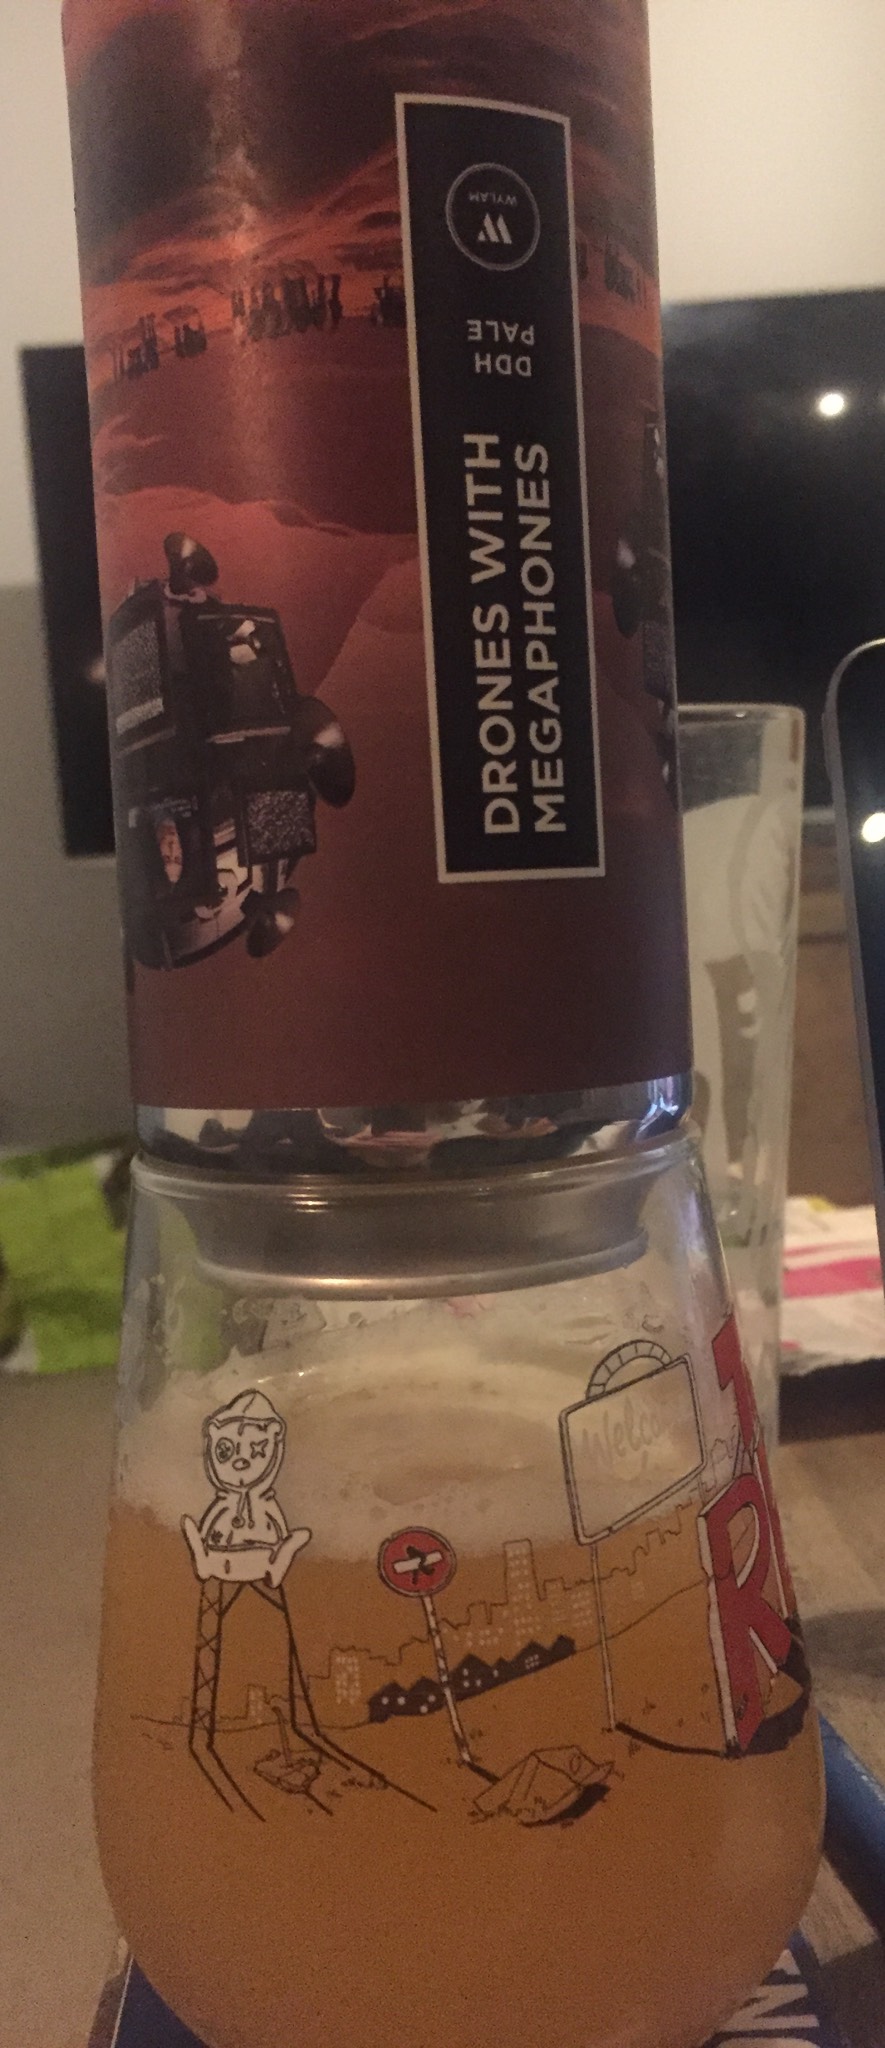 W
WYLAM
DDH
PALE
DRONES WITH
MEGAPHONES
R